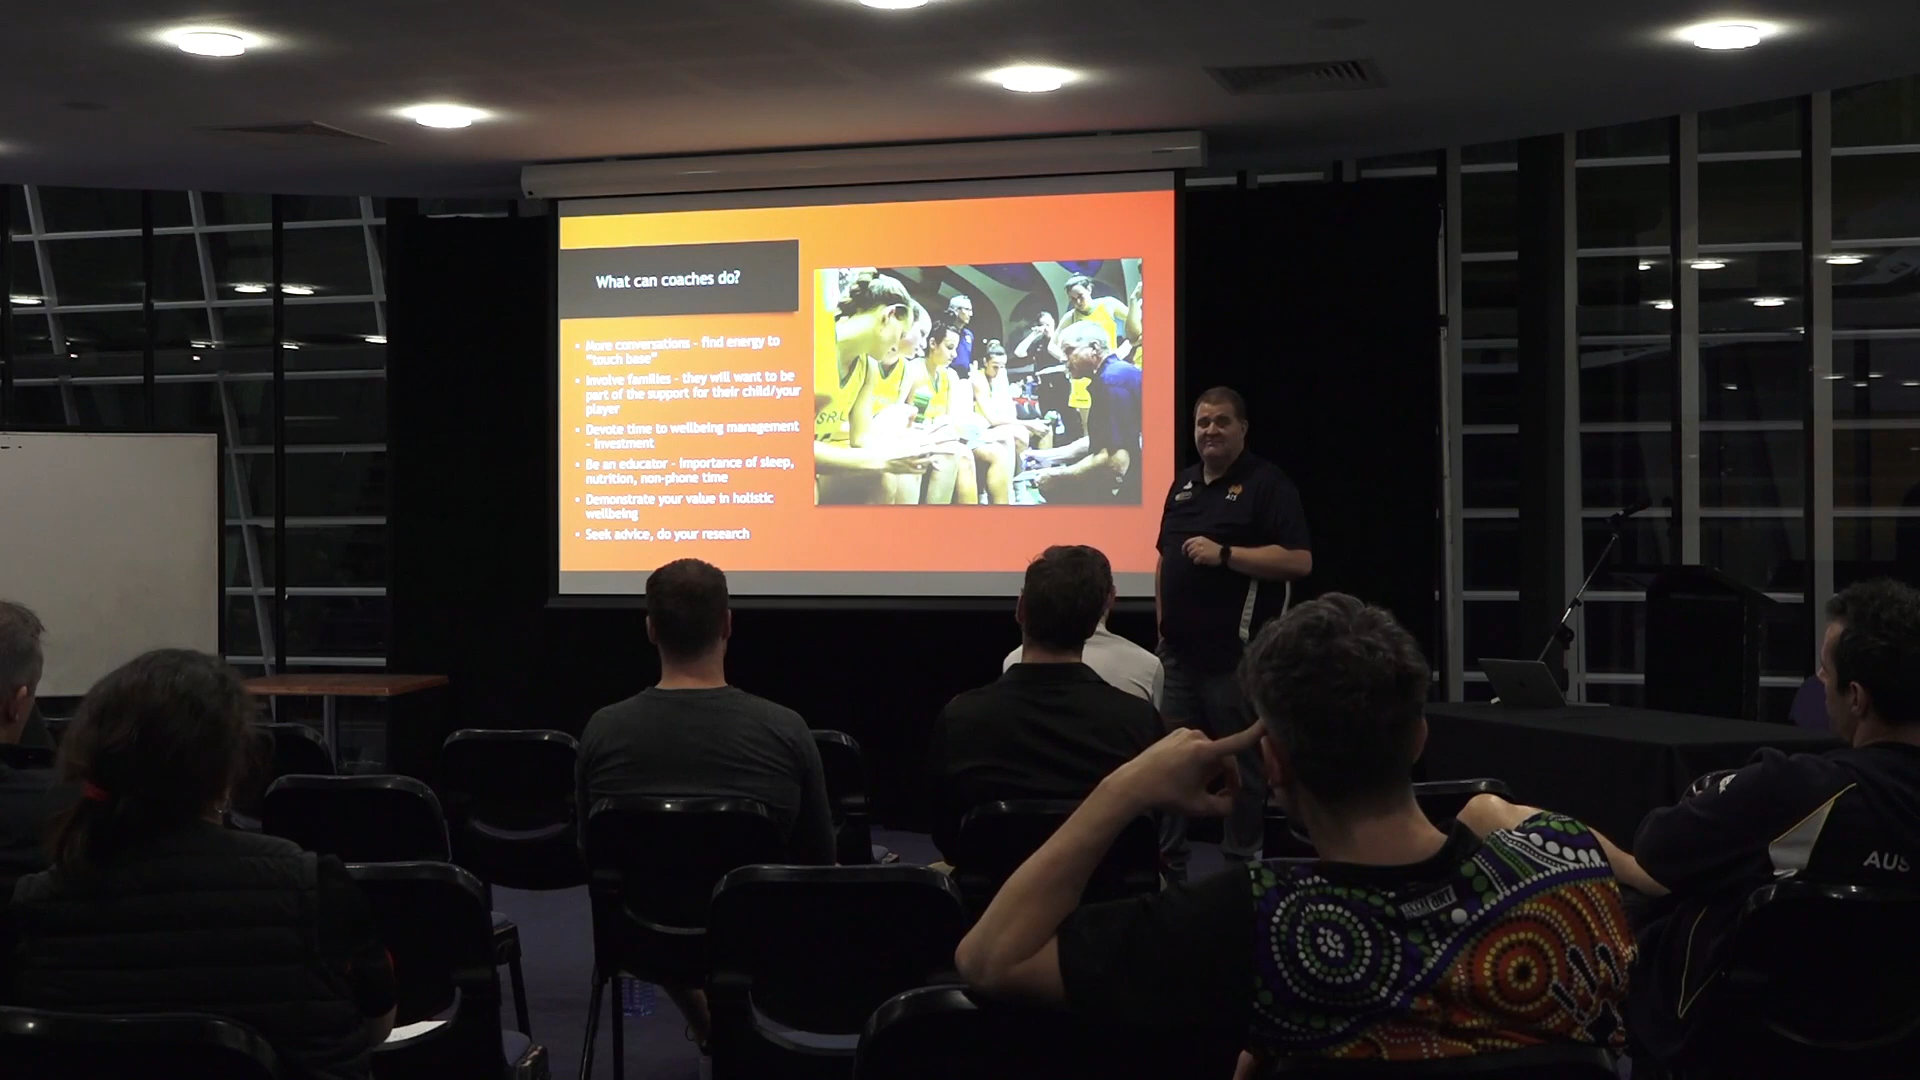 What can coaches do?
• More conversations - find energy to
"touch base"
• Involve families - they will want to be
part of the support for their child/your
player
• Devote time to wellbeing management
- investment
• Be an educator - importance of sleep,
nutrition, non-phone time
• Demonstrate your value in holistic
wellbeing
• Seek advice, do your research
AIS
AUS